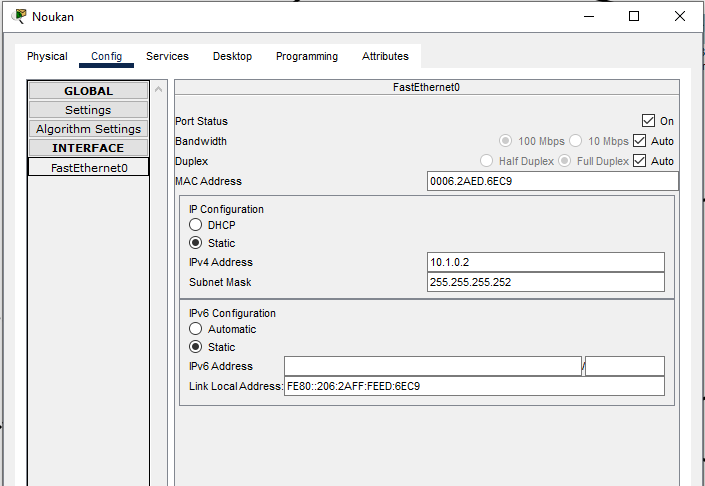 Noukan
Physical Config Services Desktop Programming Attributes
GLOBAL
Settings
Algorithm Settings
INTERFACE
FastEthernet0
FastEthernet0
Port Status On
Bandwidth 100 Mbps 10 Mbps Auto
Duplex Half Duplex Full Duplex Auto
MAC Address 0006.2AED.6EC9
IP Configuration
DHCP
Static
IPv4 Address 10.1.0.2
Subnet Mask 255.255.255.252
IPv6 Configuration
Automatic
Static
IPv6 Address /
Link Local Address: FE80::206:2AFF:FEED:6EC9